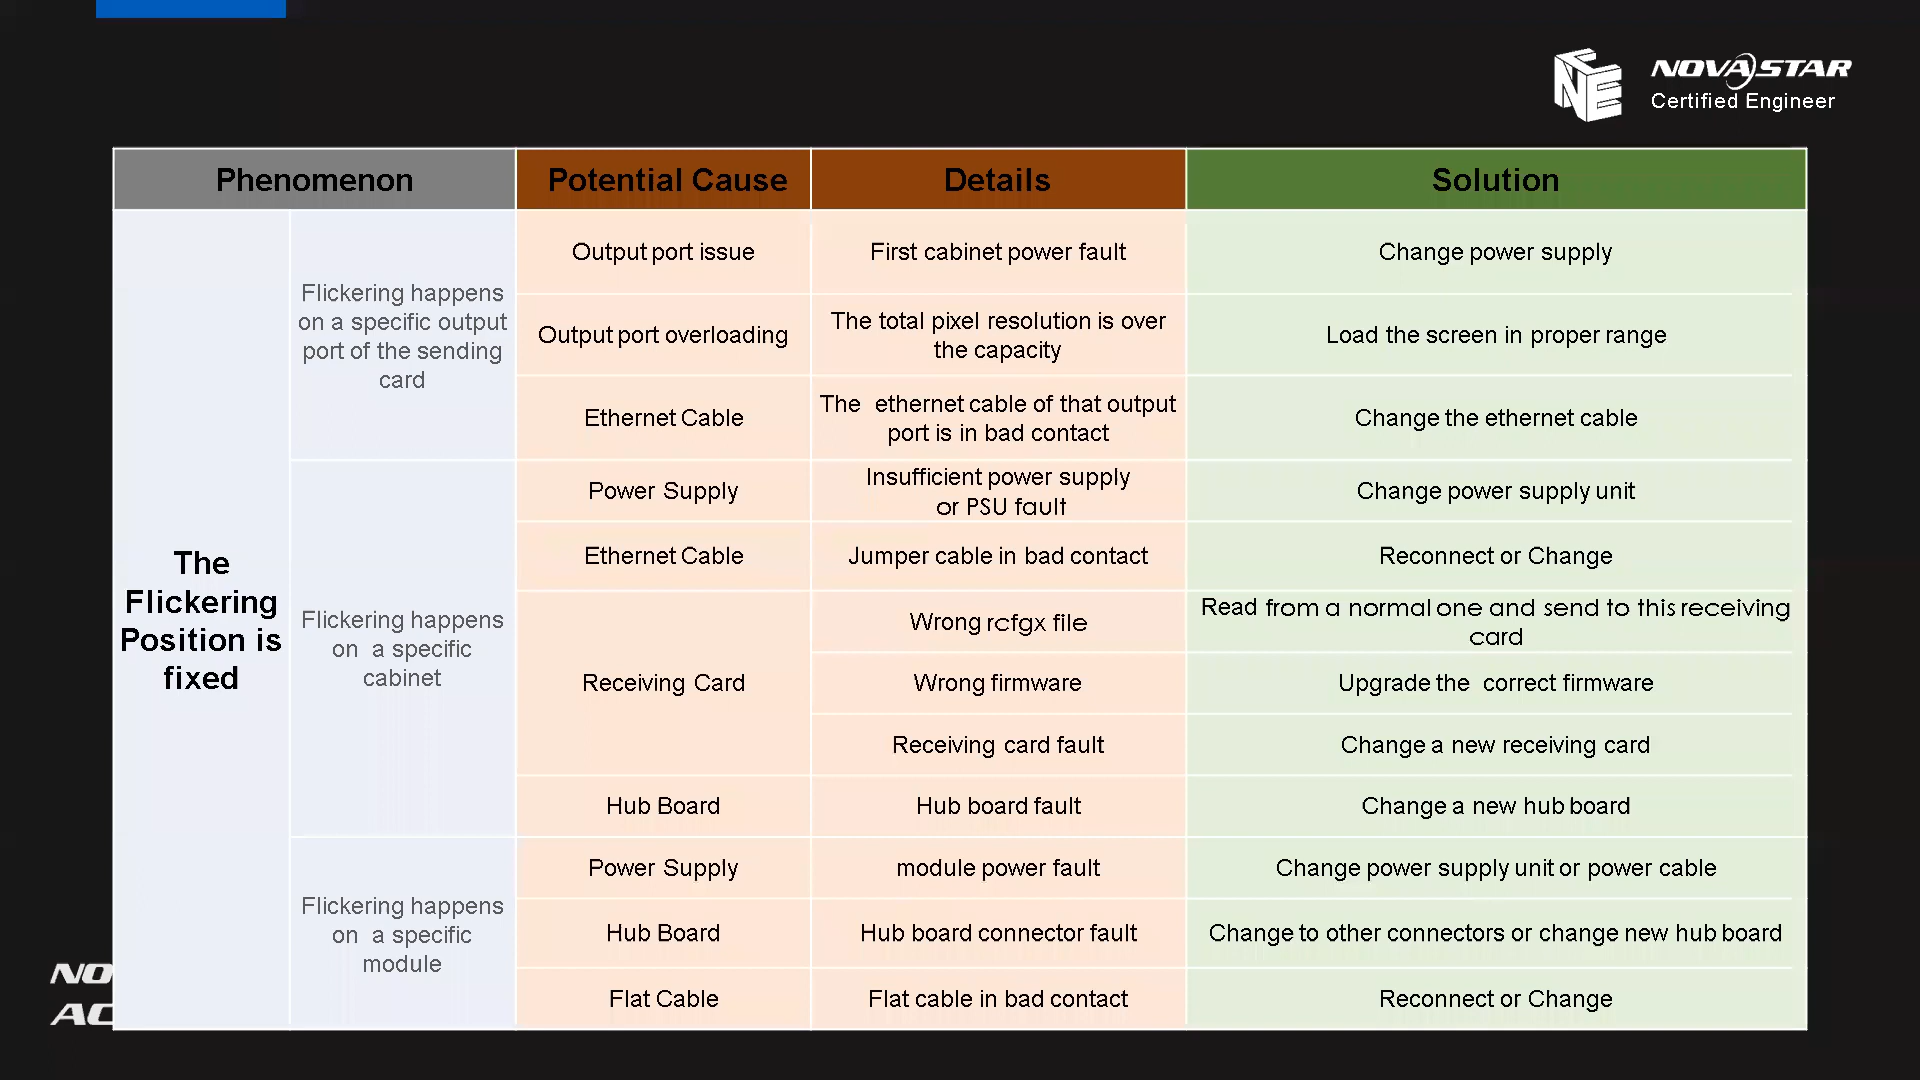 NOVASTAR
Certified Engineer
Phenomenon
Potential Cause
Details
Solution
The
Flickering
Position is
fixed
Flickering happens
on a specific output
port of the sending
card
Output port issue
First cabinet power fault
Change power supply
Output port overloading
The total pixel resolution is over
the capacity
Load the screen in proper range
Ethernet Cable
The ethernet cable of that output
port is in bad contact
Change the ethernet cable
Flickering happens
on a specific
cabinet
Power Supply
Insufficient power supply
or PSU fault
Change power supply unit
Ethernet Cable
Jumper cable in bad contact
Reconnect or Change
Receiving Card
Wrong rcfgx file
Read from a normal one and send to this receiving
card
Wrong firmware
Upgrade the correct firmware
Receiving card fault
Change a new receiving card
Hub Board
Hub board fault
Change a new hub board
Flickering happens
on a specific
module
Power Supply
module power fault
Change power supply unit or power cable
Hub Board
Hub board connector fault
Change to other connectors or change new hub board
Flat Cable
Flat cable in bad contact
Reconnect or Change